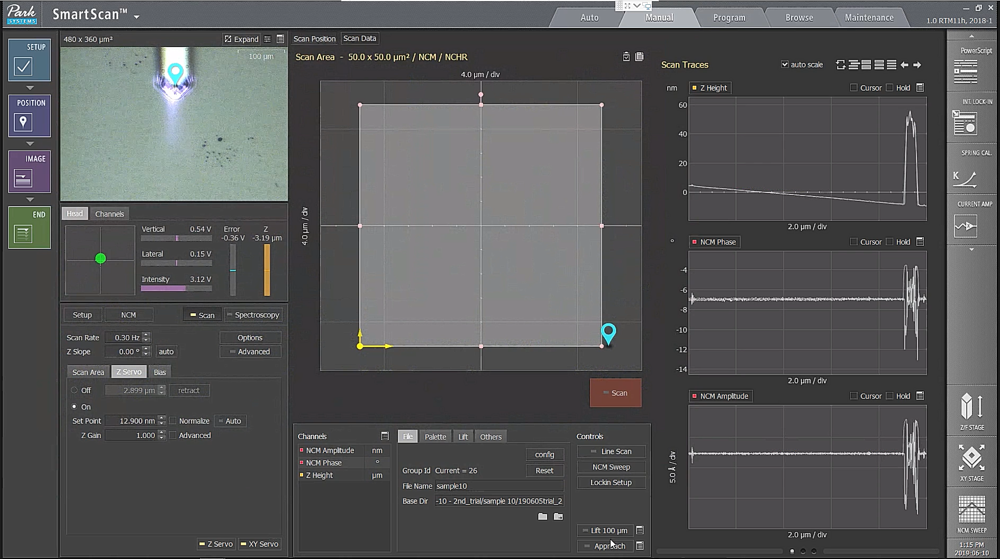 Park
SYSTEMS
SmartScan™
Auto
Manual
Program
Browse
Maintenance
1.0 RTM11h, 2018-1
SETUP
POSITION
IMAGE
END
480 x 360 µm²
Expand
100 µm
Head
Channels
Vertical 0.54 V
Lateral 0.15 V
Intensity 3.12 V
Error
-0.36 V
Z
-3.19 µm
Setup
NCM
Scan
Spectroscopy
Scan Rate 0.30 Hz
Options
Z Slope 0.00 °
auto
Advanced
Scan Area
Z Servo
Bias
Off 2.899 µm retract
On
Set Point 12.900 nm Normalize Auto
Z Gain 1.000 Advanced
Z Servo
XY Servo
Scan Position
Scan Data
Scan Area - 50.0 x 50.0 µm² / NCM / NCHR
4.0 µm / div
4.0 µm / div
Scan
Channels
NCM Amplitude nm
NCM Phase °
Z Height µm
File
Palette
Lift
Others
config
Group Id Current = 26
Reset
File Name sample10
Base Dir -10 - 2nd_trial/sample 10/190605trial_2
Controls
Line Scan
NCM Sweep
Lockin Setup
Lift 100 µm
Approach
Scan Traces
auto scale
nm
Z Height
Cursor
Hold
60
40
20
0
2.0 µm / div
°
NCM Phase
Cursor
Hold
-4
-6
-8
-10
-12
-14
2.0 µm / div
NCM Amplitude
Cursor
Hold
5.0 Å / div
2.0 µm / div
PowerScript
INT. LOCK-IN
SPRING CAL.
K
CURRENT AMP
Z/F STAGE
XY STAGE
NCM SWEEP
1:15 PM
2019-06-10